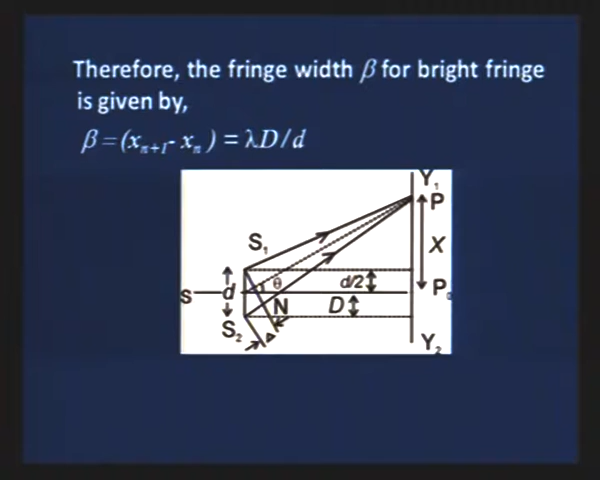 Therefore, the fringe width β for bright fringe
is given by,
β=(xₙ₊₁-xₙ) = λD/d
Y₁
P
S₁
X
S
d
θ
d/2
P₀
N
D
S₂
Δ
Y₂